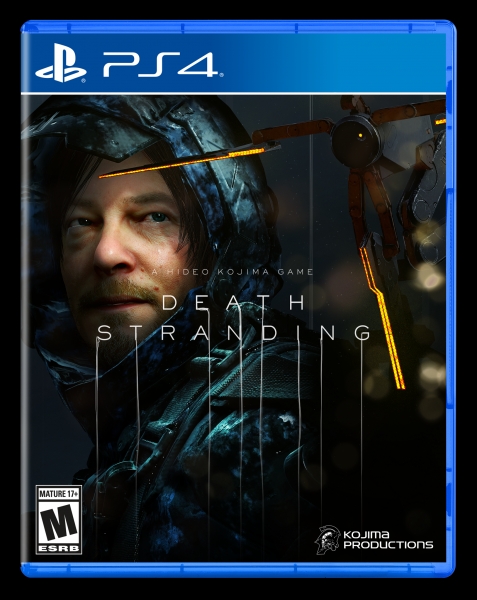 PS4
A HIDEO KOJIMA GAME
DEATH
STRANDING
MATURE 17+
M
ESRB
KOJIMA
PRODUCTIONS